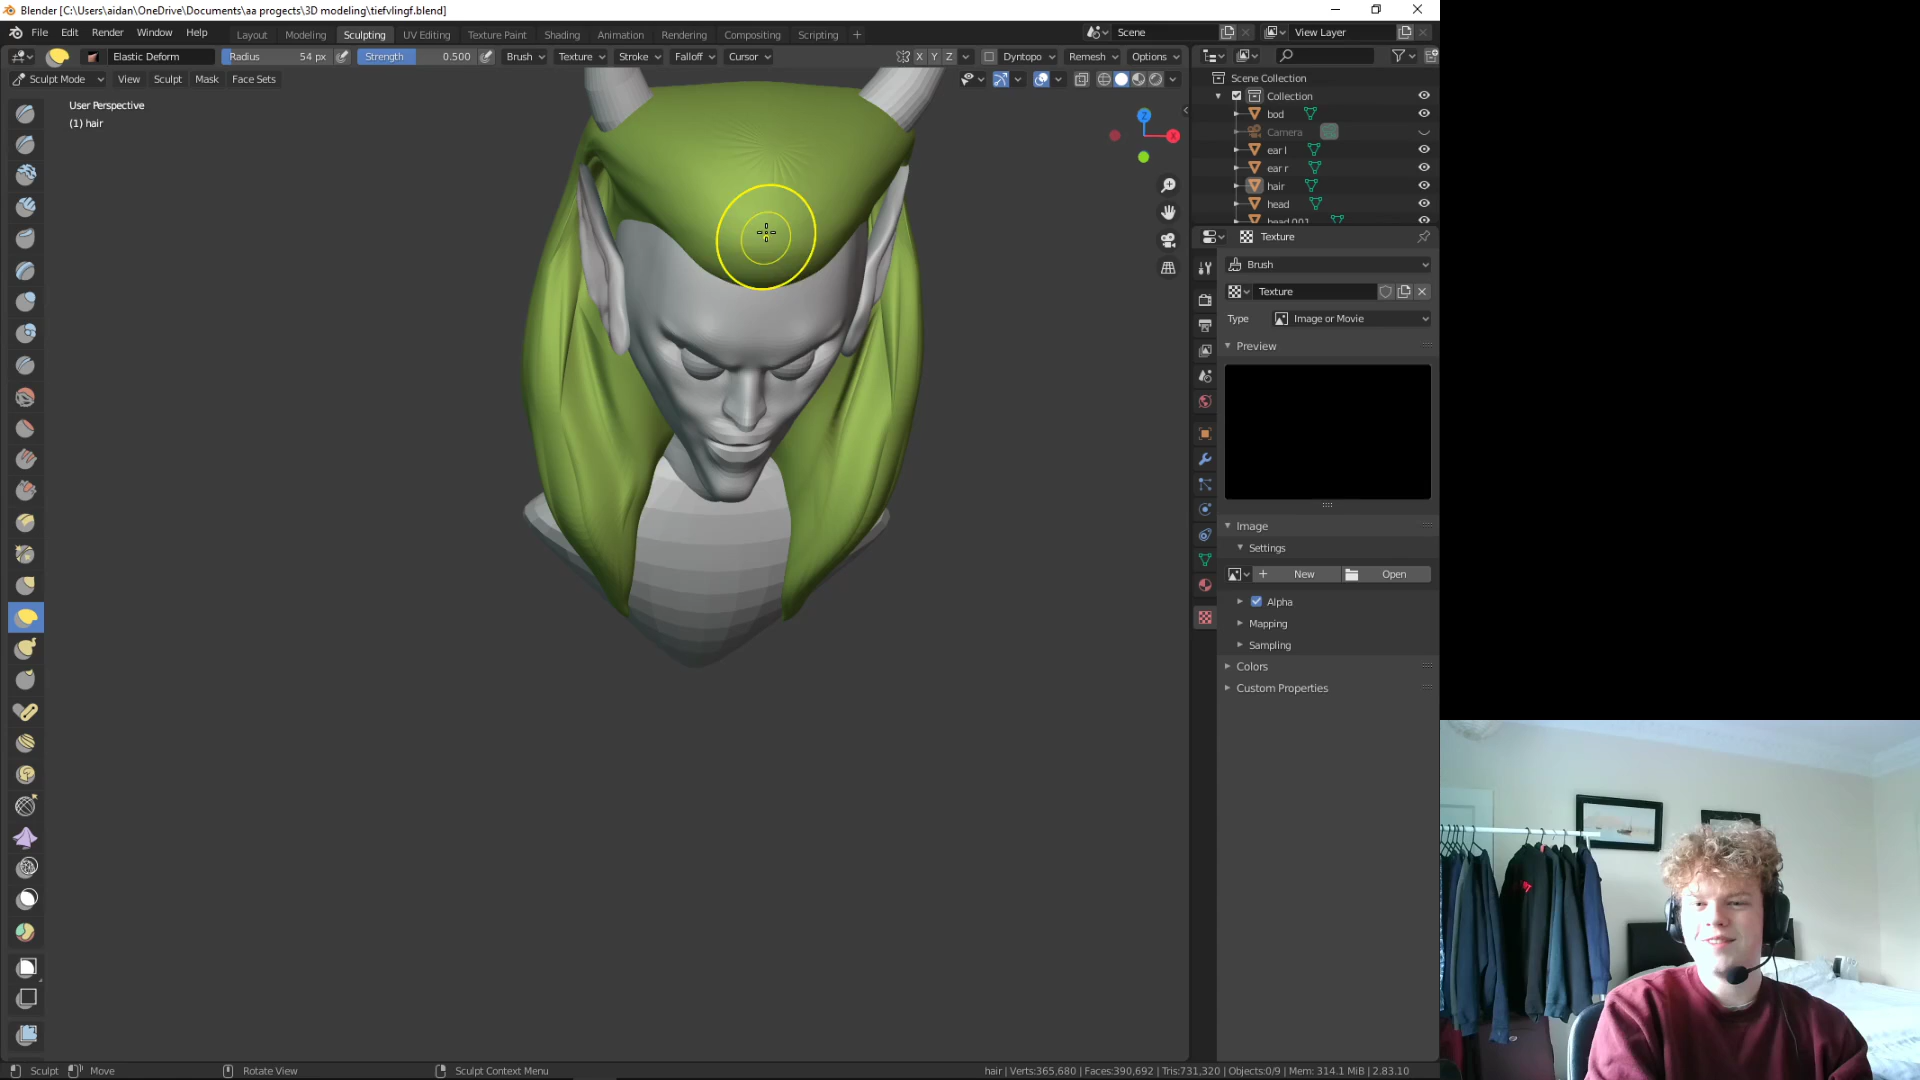 Blender [C:\Users\aidan\OneDrive\Documents\aa progects\3D modeling\tiefvlingf.blend]
File Edit Render Window Help Layout Modeling Sculpting UV Editing Texture Paint Shading Animation Rendering Compositing Scripting + Scene View Layer
Elastic Deform Radius 54 px Strength 0.500 Brush Texture Stroke Falloff Cursor X Y Z Dyntopo Remesh Options
Sculpt Mode View Sculpt Mask Face Sets
Scene Collection
User Perspective
(1) hair
Collection
bod
Camera
ear l
ear r
hair
head
head.001
Z
X
Texture
Brush
Texture
Type Image or Movie
Preview
Image
Settings
New Open
Alpha
Mapping
Sampling
Colors
Custom Properties
Sculpt Move Rotate View Sculpt Context Menu hair | Verts:365,680 | Faces:390,692 | Tris:731,320 | Objects:0/9 | Mem: 314.1 MiB | 2.83.10